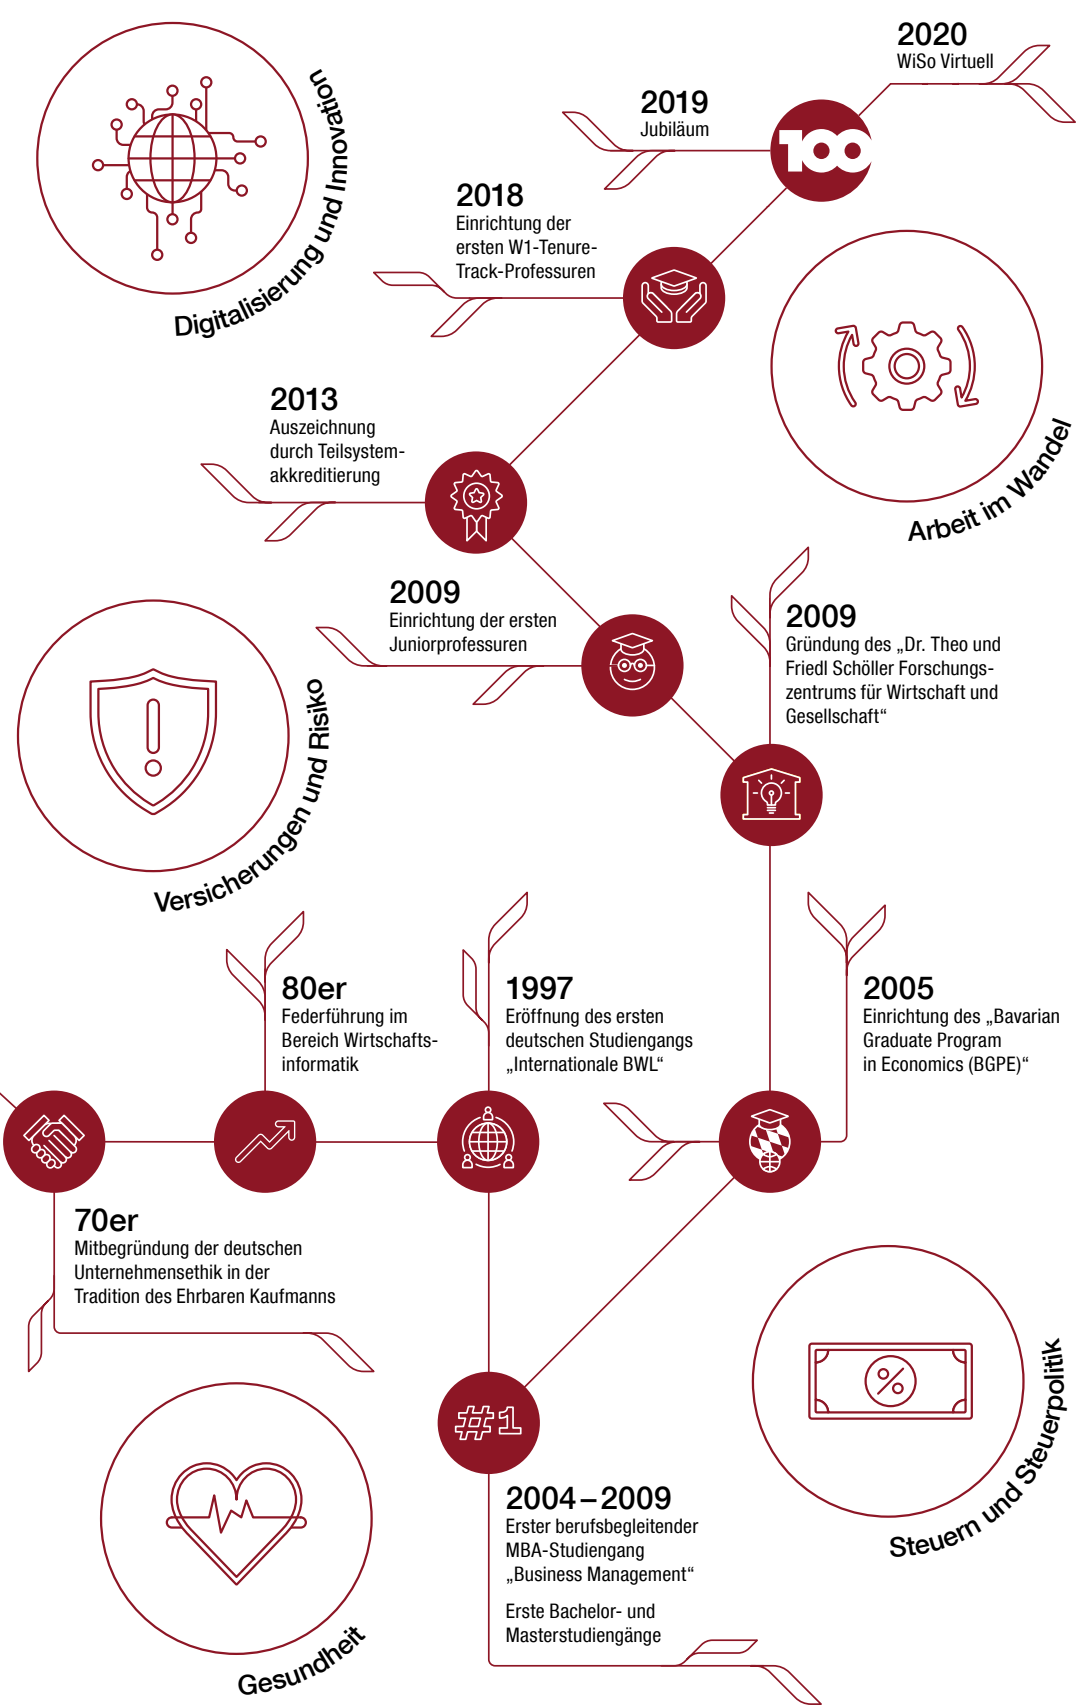 2020
WiSo Virtuell
2019
Jubiläum
100
2018
Einrichtung der
ersten W1-Tenure-
Track-Professuren
Digitalisierung und Innovation
Arbeit im Wandel
2013
Auszeichnung
durch Teilsystem-
akkreditierung
2009
Einrichtung der ersten
Juniorprofessuren
2009
Gründung des „Dr. Theo und
Friedl Schöller Forschungs-
zentrums für Wirtschaft und
Gesellschaft“
Versicherungen und Risiko
80er
Federführung im
Bereich Wirtschafts-
informatik
1997
Eröffnung des ersten
deutschen Studiengangs
„Internationale BWL“
2005
Einrichtung des „Bavarian
Graduate Program
in Economics (BGPE)“
70er
Mitbegründung der deutschen
Unternehmensethik in der
Tradition des Ehrbaren Kaufmanns
Steuern und Steuerpolitik
#1
2004–2009
Erster berufsbegleitender
MBA-Studiengang
„Business Management“
Erste Bachelor- und
Masterstudiengänge
Gesundheit